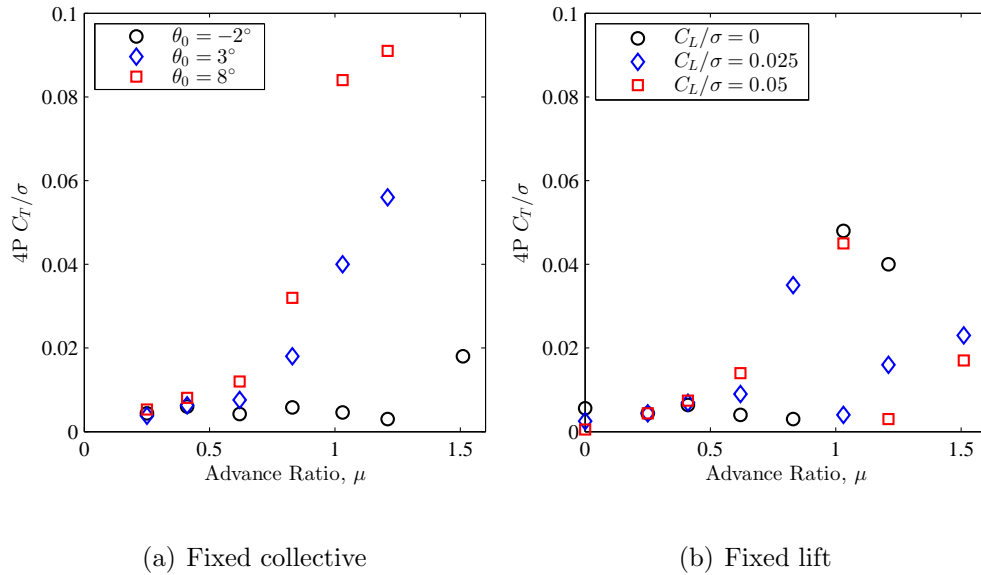 0.1
0.08
0.06
0.04
0.02
0
4P C_T/σ
θ_0 = −2°
θ_0 = 3°
θ_0 = 8°
0 0.5 1 1.5
Advance Ratio, μ
(a) Fixed collective
0.1
0.08
0.06
0.04
0.02
0
4P C_T/σ
C_L/σ = 0
C_L/σ = 0.025
C_L/σ = 0.05
0 0.5 1 1.5
Advance Ratio, μ
(b) Fixed lift